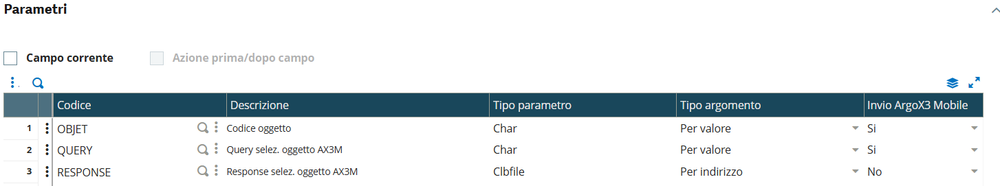 Parametri
Campo corrente Azione prima/dopo campo
Codice Descrizione Tipo parametro Tipo argomento Invio ArgoX3 Mobile
1 OBJET Codice oggetto Char Per valore Si
2 QUERY Query selez. oggetto AX3M Char Per valore Si
3 RESPONSE Response selez. oggetto AX3M Clbfile Per indirizzo No